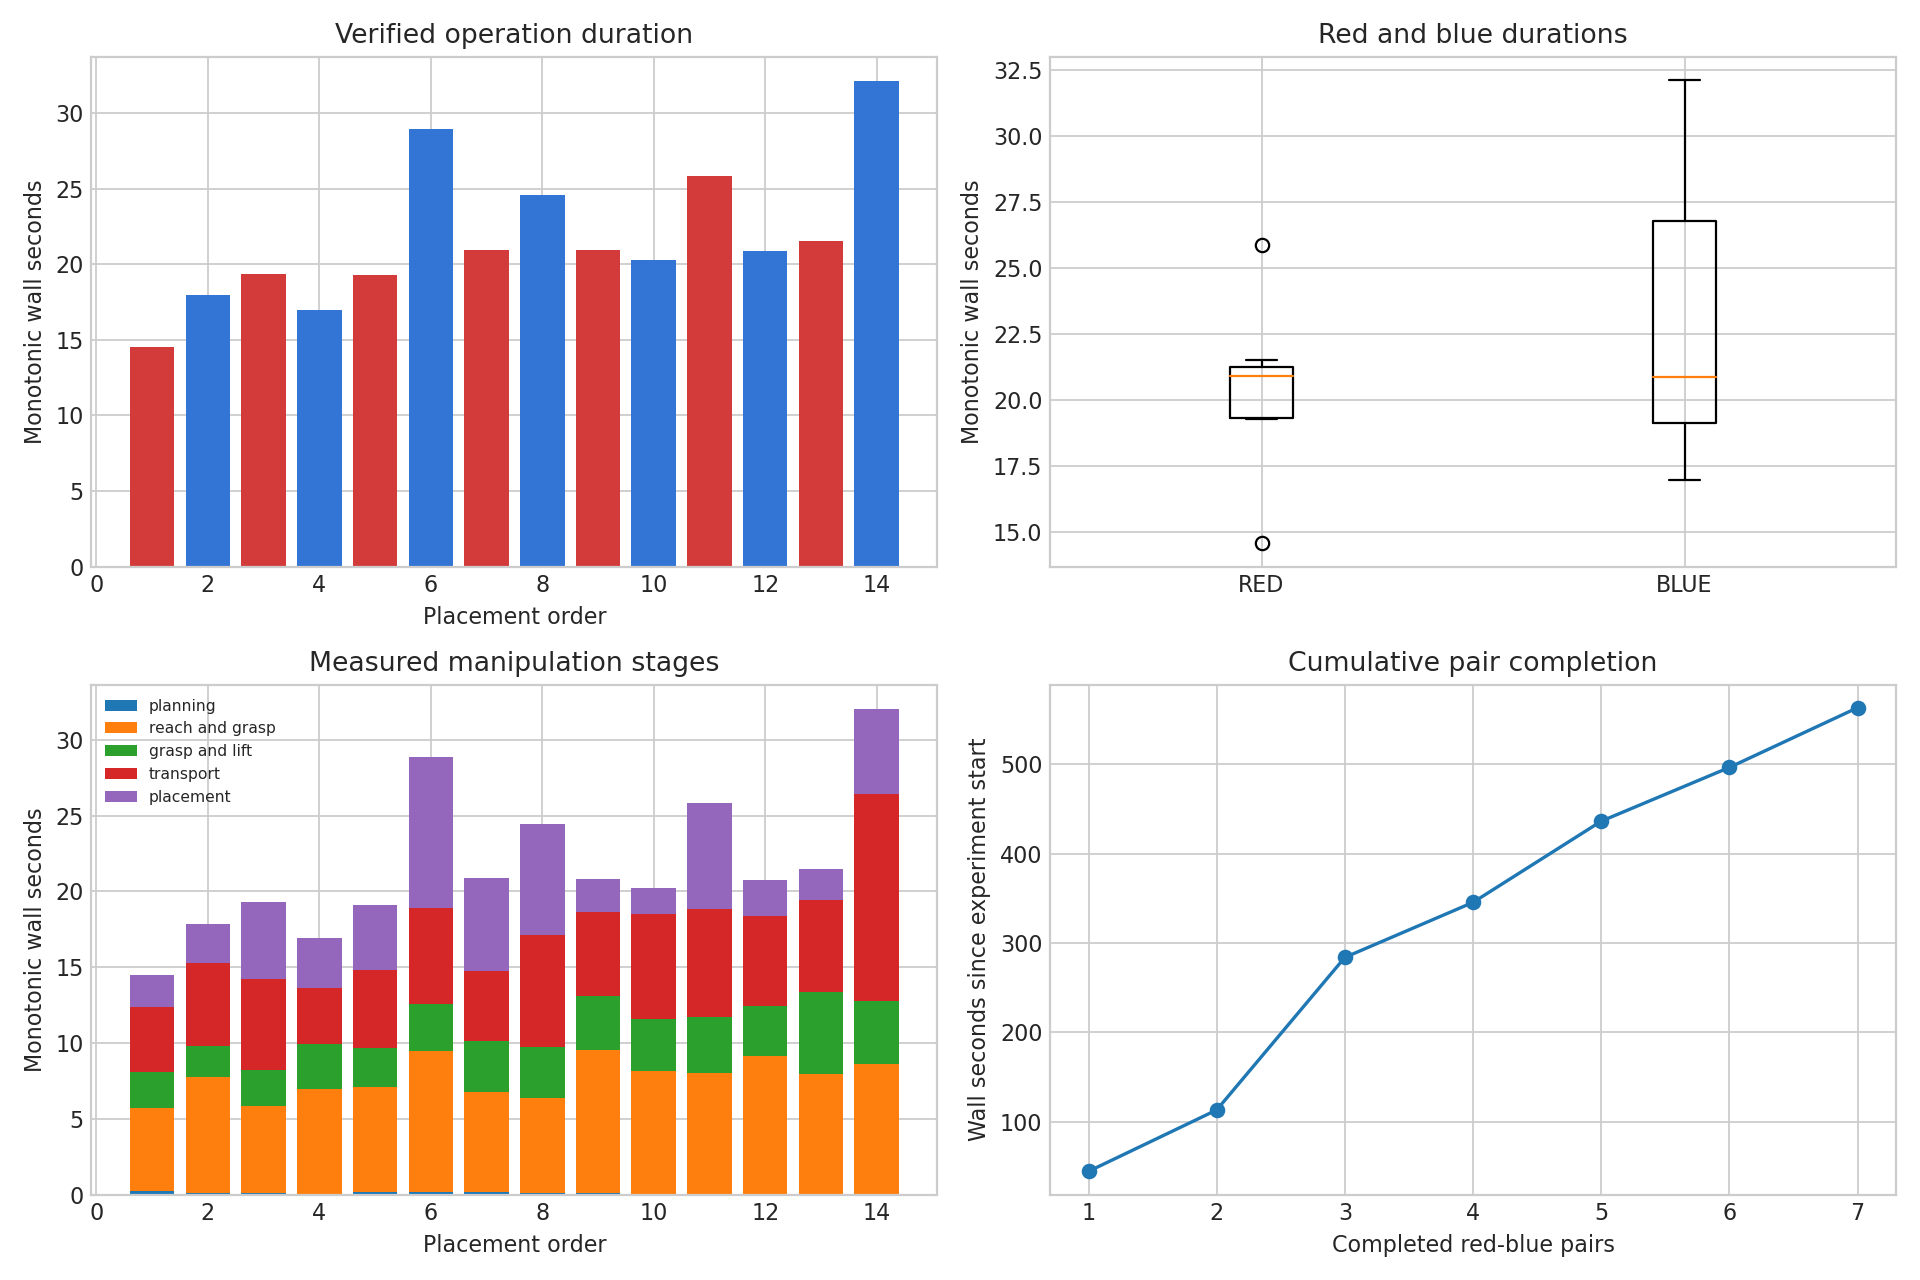 Verified operation duration
Monotonic wall seconds
30
25
20
15
10
5
0
0 2 4 6 8 10 12 14
Placement order
Red and blue durations
Monotonic wall seconds
32.5
30.0
27.5
25.0
22.5
20.0
17.5
15.0
RED BLUE
Measured manipulation stages
planning
reach and grasp
grasp and lift
transport
placement
Monotonic wall seconds
30
25
20
15
10
5
0
0 2 4 6 8 10 12 14
Placement order
Cumulative pair completion
Wall seconds since experiment start
500
400
300
200
100
1 2 3 4 5 6 7
Completed red-blue pairs